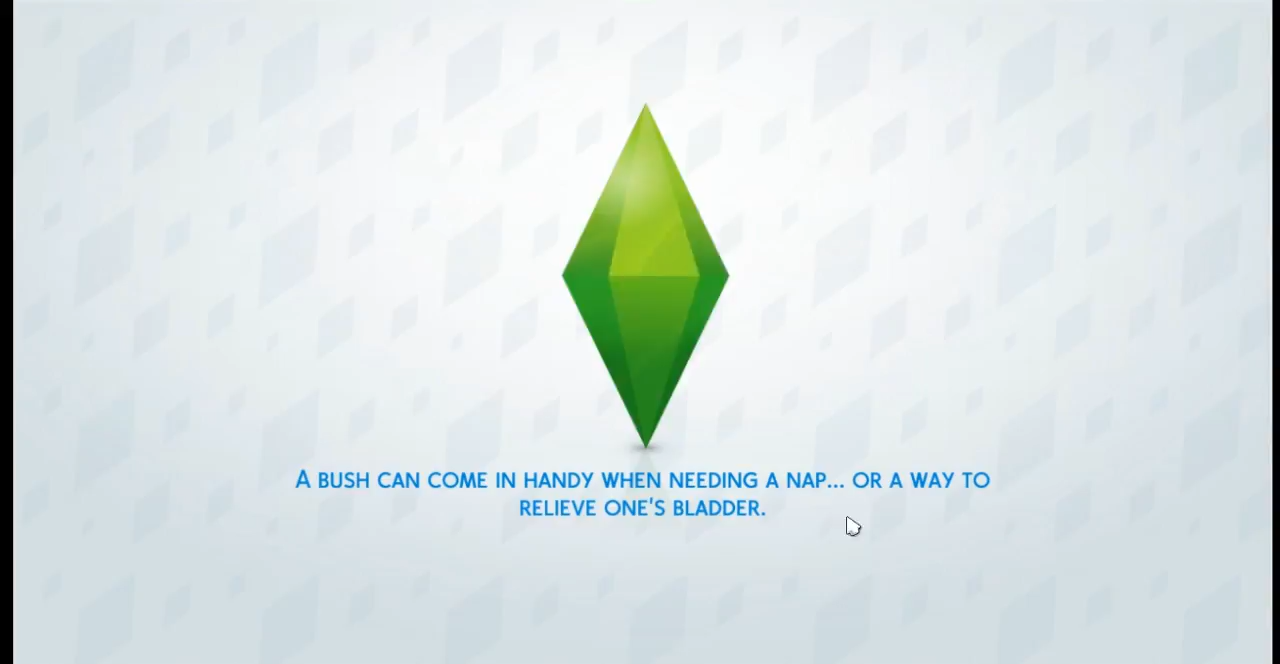 A BUSH CAN COME IN HANDY WHEN NEEDING A NAP... OR A WAY TO
RELIEVE ONE'S BLADDER.